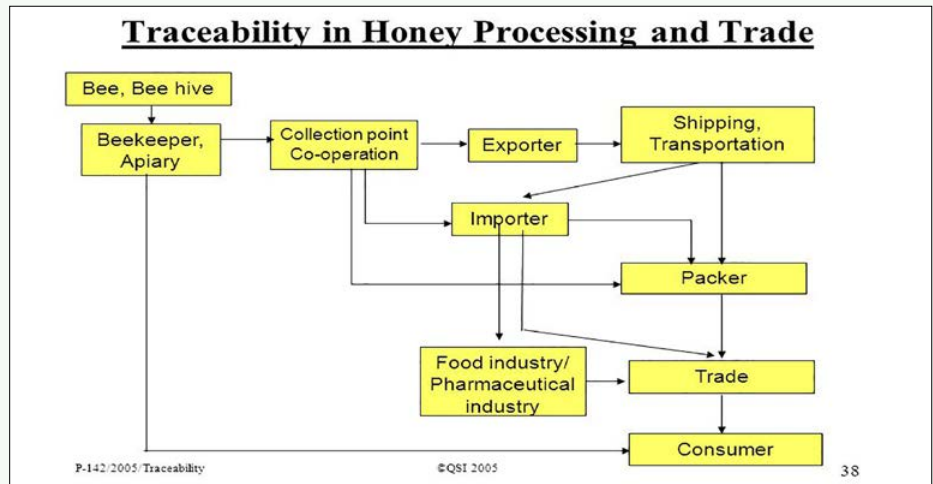 Traceability in Honey Processing and Trade
Bee, Bee hive
Beekeeper,
Apiary
Collection point
Co-operation
Exporter
Shipping,
Transportation
Importer
Packer
Food industry/
Pharmaceutical
industry
Trade
Consumer
P-142/2005/Traceability
©QSI 2005
38